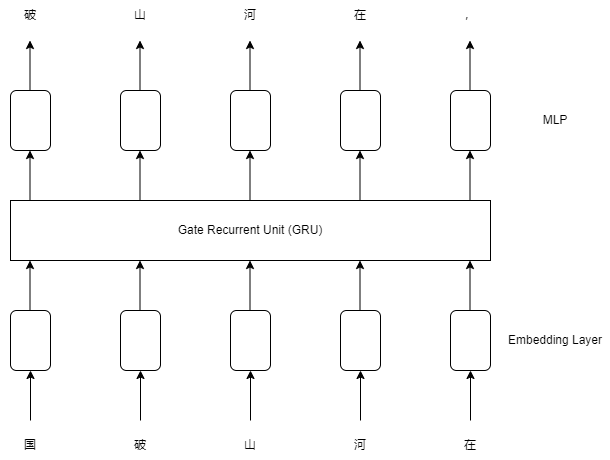 破 山 河 在 ,
MLP
Gate Recurrent Unit (GRU)
Embedding Layer
国 破 山 河 在